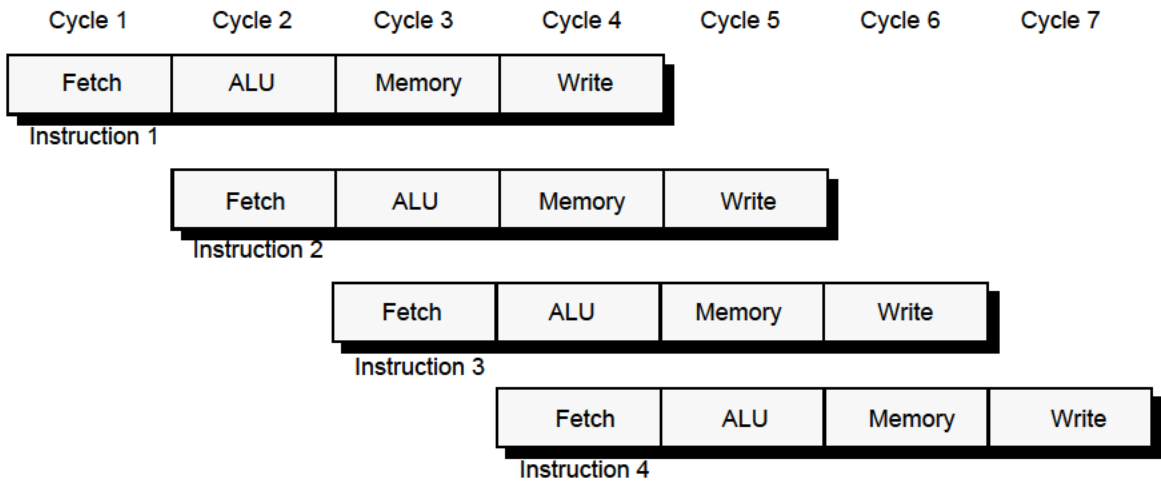 Cycle 1 Cycle 2 Cycle 3 Cycle 4 Cycle 5 Cycle 6 Cycle 7
Fetch ALU Memory Write
Instruction 1
Fetch ALU Memory Write
Instruction 2
Fetch ALU Memory Write
Instruction 3
Fetch ALU Memory Write
Instruction 4